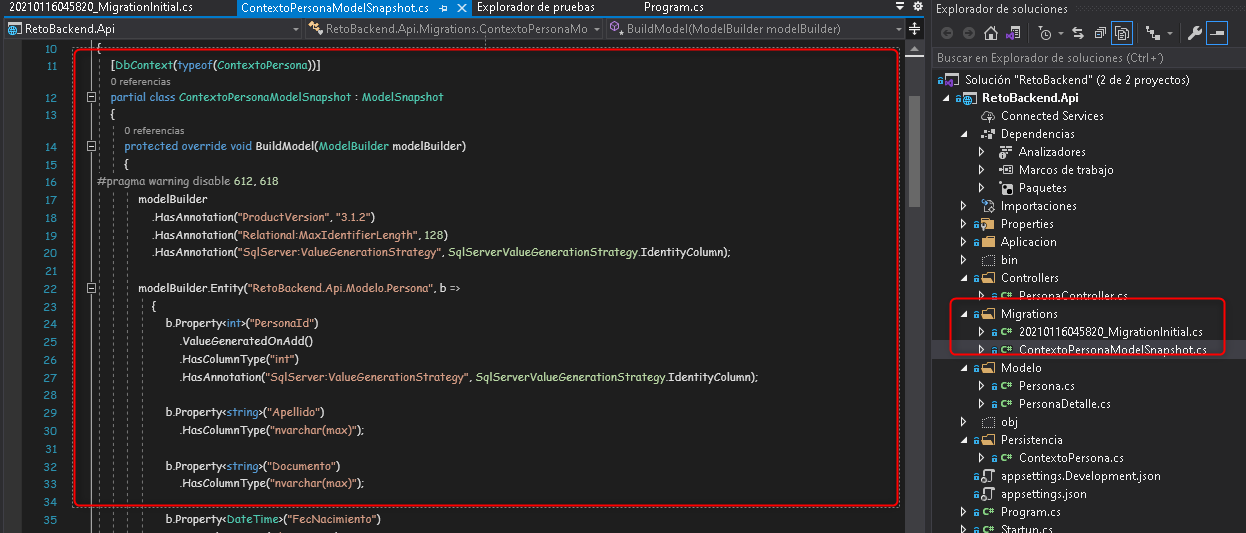 20210116045820_MigrationInitial.cs
ContextoPersonaModelSnapshot.cs
Explorador de pruebas
Program.cs
RetoBackend.Api
RetoBackend.Api.Migrations.ContextoPersonaMo
BuildModel(ModelBuilder modelBuilder)
10 {
11 [DbContext(typeof(ContextoPersona))]
0 referencias
12 partial class ContextoPersonaModelSnapshot : ModelSnapshot
13 {
0 referencias
14 protected override void BuildModel(ModelBuilder modelBuilder)
15 {
16 #pragma warning disable 612, 618
17 modelBuilder
18 .HasAnnotation("ProductVersion", "3.1.2")
19 .HasAnnotation("Relational:MaxIdentifierLength", 128)
20 .HasAnnotation("SqlServer:ValueGenerationStrategy", SqlServerValueGenerationStrategy.IdentityColumn);
21
22 modelBuilder.Entity("RetoBackend.Api.Modelo.Persona", b =>
23 {
24 b.Property<int>("PersonaId")
25 .ValueGeneratedOnAdd()
26 .HasColumnType("int")
27 .HasAnnotation("SqlServer:ValueGenerationStrategy", SqlServerValueGenerationStrategy.IdentityColumn);
28
29 b.Property<string>("Apellido")
30 .HasColumnType("nvarchar(max)");
31
32 b.Property<string>("Documento")
33 .HasColumnType("nvarchar(max)");
34
35 b.Property<DateTime>("FecNacimiento")
Explorador de soluciones
Buscar en Explorador de soluciones (Ctrl+´)
Solución "RetoBackend" (2 de 2 proyectos)
RetoBackend.Api
Connected Services
Dependencias
Analizadores
Marcos de trabajo
Paquetes
Importaciones
Properties
Aplicacion
bin
Controllers
C# PersonaController.cs
Migrations
C# 20210116045820_MigrationInitial.cs
C# ContextoPersonaModelSnapshot.cs
Modelo
C# Persona.cs
C# PersonaDetalle.cs
obj
Persistencia
C# ContextoPersona.cs
appsettings.Development.json
appsettings.json
C# Program.cs
C# Startup.cs